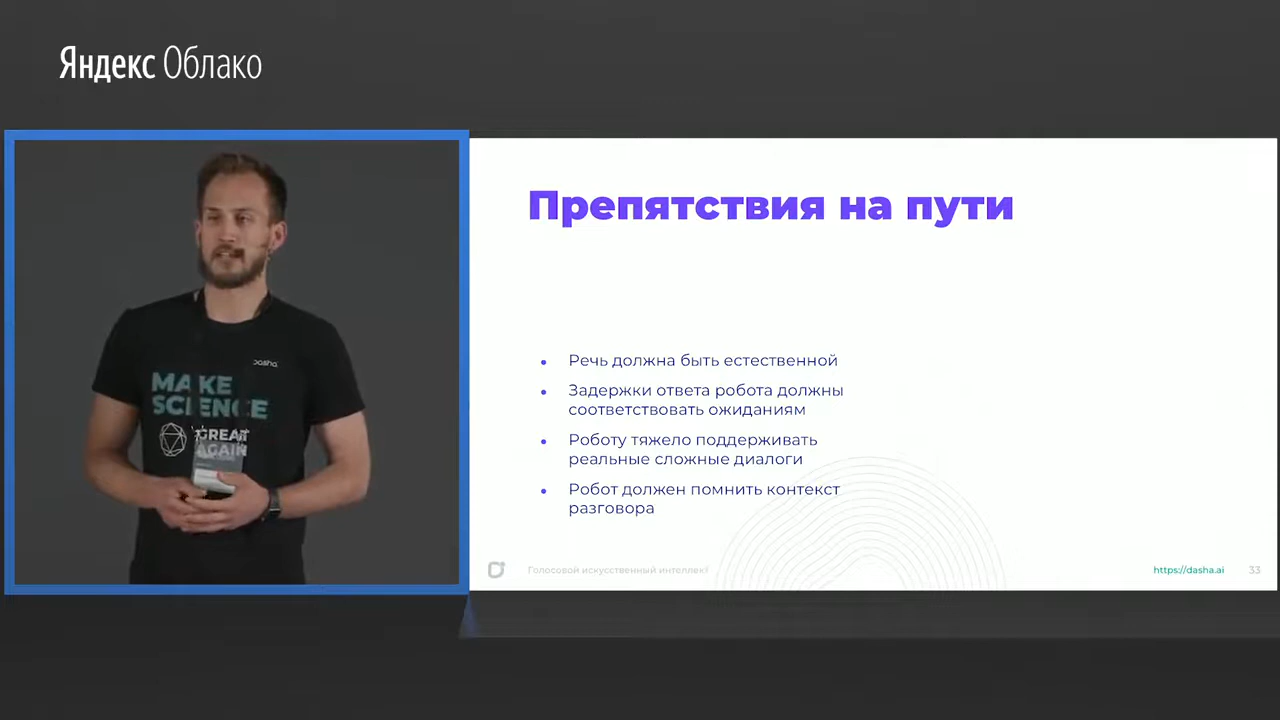 Яндекс Облако
dasha
MAKE
SCIENCE
GREAT
AGAIN
Препятствия на пути
• Речь должна быть естественной
• Задержки ответа робота должны
соответствовать ожиданиям
• Роботу тяжело поддерживать
реальные сложные диалоги
• Робот должен помнить контекст
разговора
Голосовой искусственный интеллект
https://dasha.ai
33